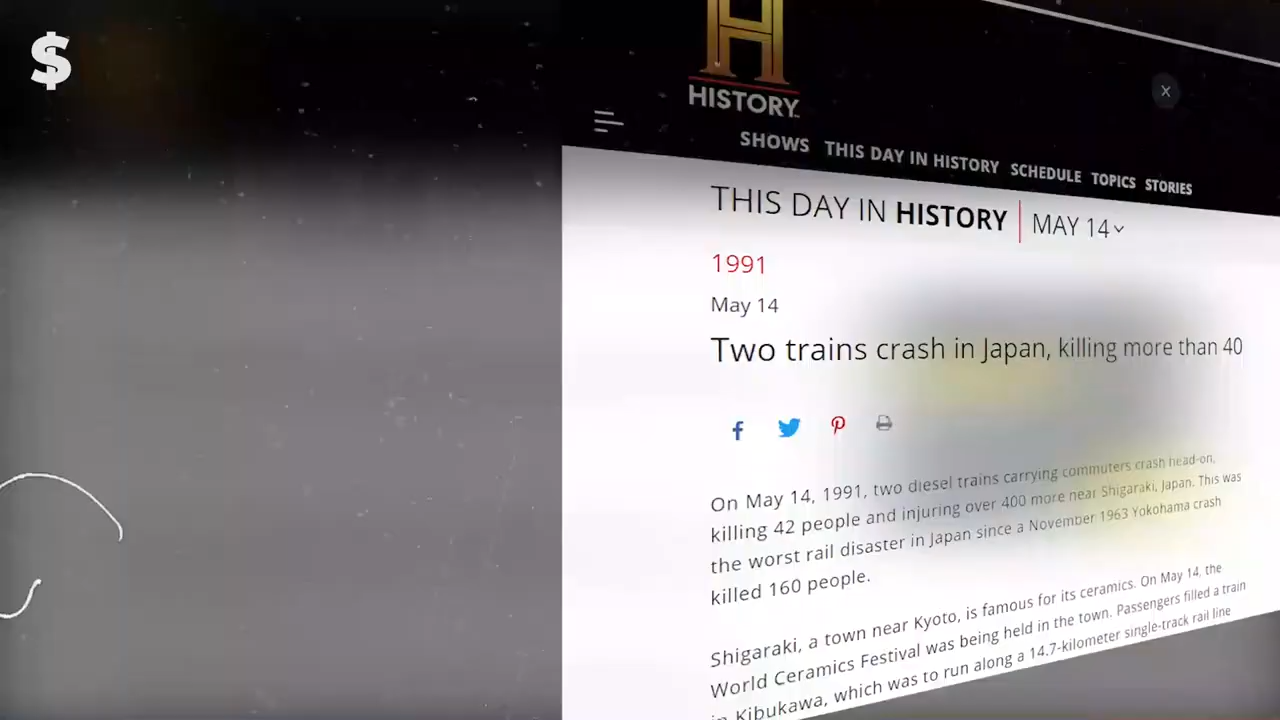 $
H
HISTORY
X
SHOWS THIS DAY IN HISTORY SCHEDULE TOPICS STORIES
THIS DAY IN HISTORY | MAY 14
1991
May 14
Two trains crash in Japan, killing more than 40
On May 14, 1991, two diesel trains carrying commuters crash head-on,
killing 42 people and injuring over 400 more near Shigaraki, Japan. This was
the worst rail disaster in Japan since a November 1963 Yokohama crash
killed 160 people.
Shigaraki, a town near Kyoto, is famous for its ceramics. On May 14, the
World Ceramics Festival was being held in the town. Passengers filled a train
in Kibukawa, which was to run along a 14.7-kilometer single-track rail line